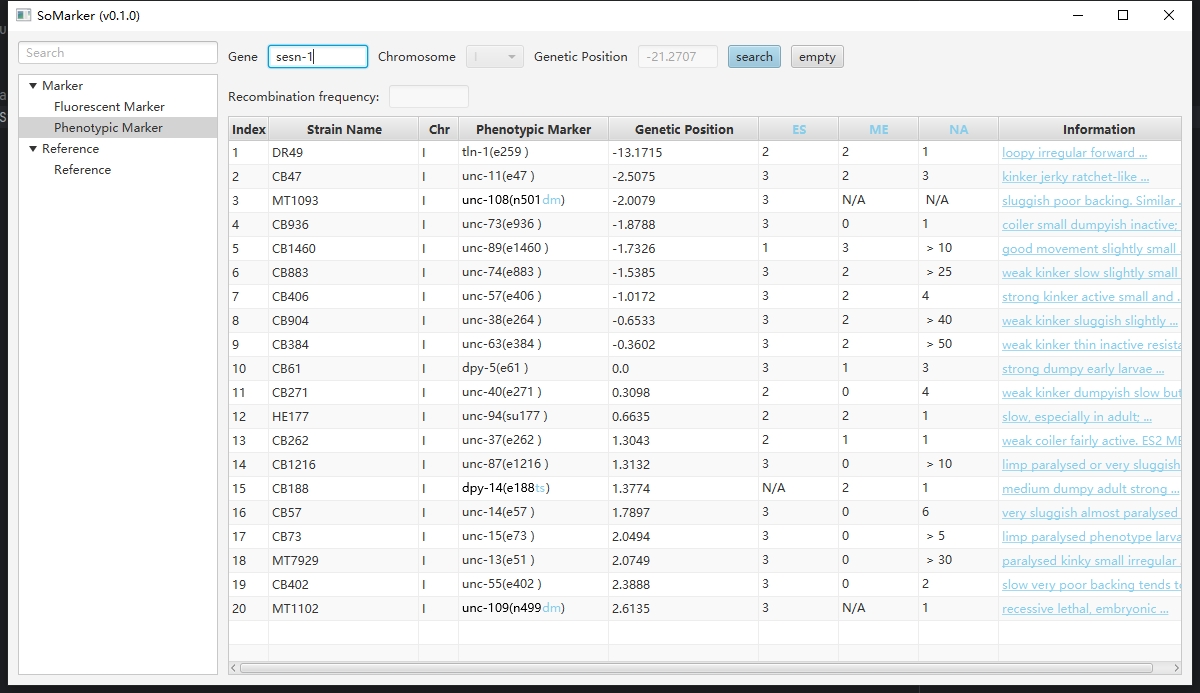 SoMarker (v0.1.0)
Search
Gene sesn-1 Chromosome I Genetic Position -21.2707 search empty
Marker
Fluorescent Marker
Phenotypic Marker
Reference
Reference
Recombination frequency:
Index Strain Name Chr Phenotypic Marker Genetic Position ES ME NA Information
1 DR49 I tln-1(e259 ) -13.1715 2 2 1 loopy irregular forward ...
2 CB47 I unc-11(e47 ) -2.5075 3 2 3 kinker jerky ratchet-like ...
3 MT1093 I unc-108(n501dm) -2.0079 3 N/A N/A sluggish poor backing. Similar .
4 CB936 I unc-73(e936 ) -1.8788 3 0 1 coiler small dumpyish inactive;
5 CB1460 I unc-89(e1460 ) -1.7326 1 3 > 10 good movement slightly small
6 CB883 I unc-74(e883 ) -1.5385 3 2 > 25 weak kinker slow slightly small
7 CB406 I unc-57(e406 ) -1.0172 3 2 4 strong kinker active small and .
8 CB904 I unc-38(e264 ) -0.6533 3 2 > 40 weak kinker sluggish slightly ...
9 CB384 I unc-63(e384 ) -0.3602 3 2 > 50 weak kinker thin inactive resista
10 CB61 I dpy-5(e61 ) 0.0 3 1 3 strong dumpy early larvae ...
11 CB271 I unc-40(e271 ) 0.3098 2 0 4 weak kinker dumpyish slow but
12 HE177 I unc-94(su177 ) 0.6635 2 2 1 slow, especially in adult; ...
13 CB262 I unc-37(e262 ) 1.3043 2 1 1 weak coiler fairly active. ES2 ME
14 CB1216 I unc-87(e1216 ) 1.3132 3 0 > 10 limp paralysed or very sluggish
15 CB188 I dpy-14(e188ts) 1.3774 N/A 2 1 medium dumpy adult strong ...
16 CB57 I unc-14(e57 ) 1.7897 3 0 6 very sluggish almost paralysed
17 CB73 I unc-15(e73 ) 2.0494 3 0 > 5 limp paralysed phenotype larva
18 MT7929 I unc-13(e51 ) 2.0749 3 0 > 30 paralysed kinky small irregular
19 CB402 I unc-55(e402 ) 2.3888 3 0 2 slow very poor backing tends to
20 MT1102 I unc-109(n499dm) 2.6135 3 N/A 1 recessive lethal, embryonic ...